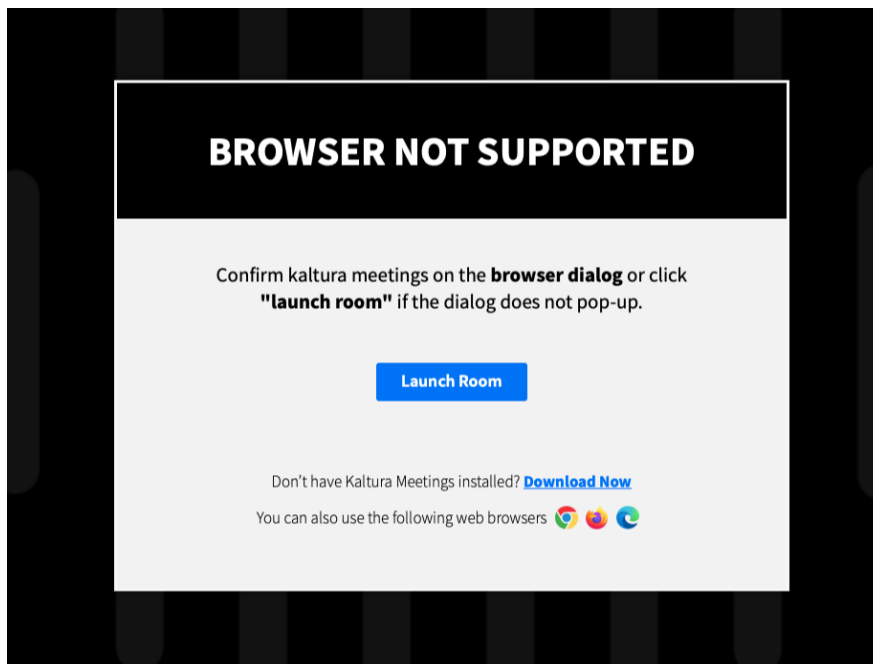 BROWSER NOT SUPPORTED
Confirm kaltura meetings on the browser dialog or click
"launch room" if the dialog does not pop-up.
Launch Room
Don't have Kaltura Meetings installed? Download Now
You can also use the following web browsers